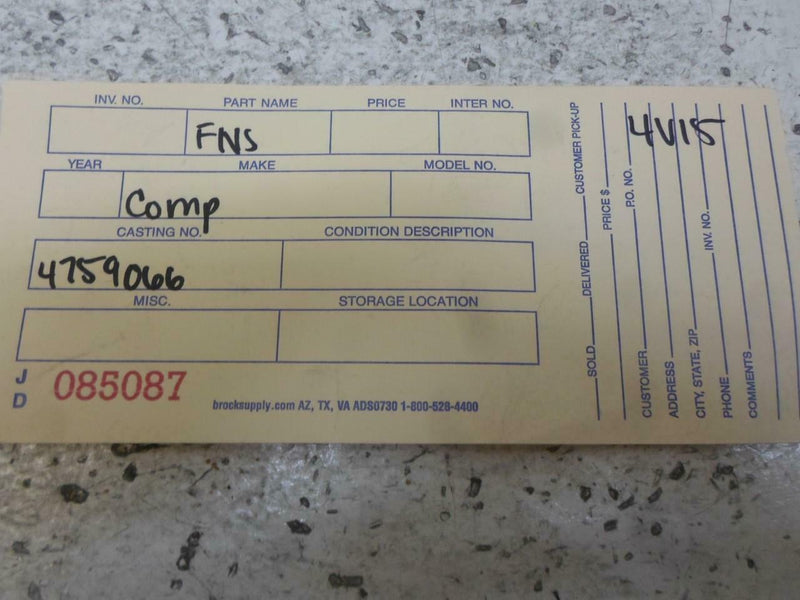 INV. NO. PART NAME PRICE INTER NO.
FNS
YEAR MAKE MODEL NO.
Comp
CASTING NO. CONDITION DESCRIPTION
4759066
MISC. STORAGE LOCATION
J D 085087
brocksupply.com AZ, TX, VA ADS0730 1-800-528-4400
SOLD DELIVERED CUSTOMER PICK-UP
PRICE $
CUSTOMER P.O. NO.
ADDRESS
CITY, STATE, ZIP
PHONE INV. NO.
COMMENTS
4V15